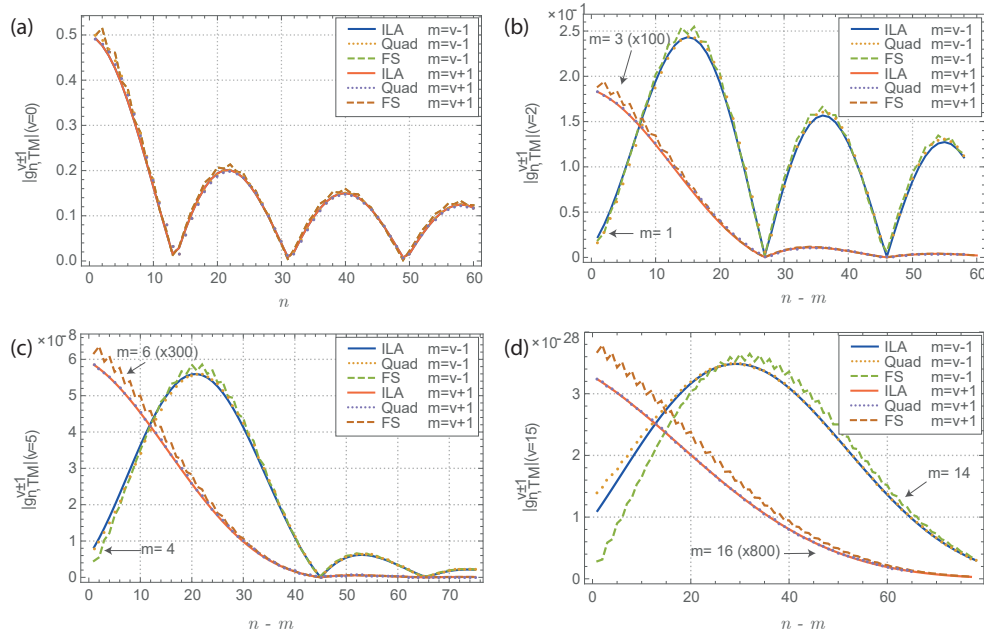 (a)
0.5
0.4
0.3
0.2
0.1
0.0
0 10 20 30 40 50 60
n
|g_n,TM^{v±1}|(v=0)
ILA m=v-1
Quad m=v-1
FS m=v-1
ILA m=v+1
Quad m=v+1
FS m=v+1
(b)
×10⁻¹
2.5
2
1.5
1
5·10⁻¹
0
0 10 20 30 40 50 60
n - m
|g_n,TM^{v±1}|(v=2)
m= 3 (x100)
m= 1
ILA m=v-1
Quad m=v-1
FS m=v-1
ILA m=v+1
Quad m=v+1
FS m=v+1
(c)
×10⁻⁸
6
5
4
3
2
1
0
0 10 20 30 40 50 60 70
n - m
|g_n,TM^{v±1}|(v=5)
m= 6 (x300)
m= 4
ILA m=v-1
Quad m=v-1
FS m=v-1
ILA m=v+1
Quad m=v+1
FS m=v+1
(d)
×10⁻²⁸
3
2
1
0
0 20 40 60
n - m
|g_n,TM^{v±1}|(v=15)
m= 14
m= 16 (x800)
ILA m=v-1
Quad m=v-1
FS m=v-1
ILA m=v+1
Quad m=v+1
FS m=v+1